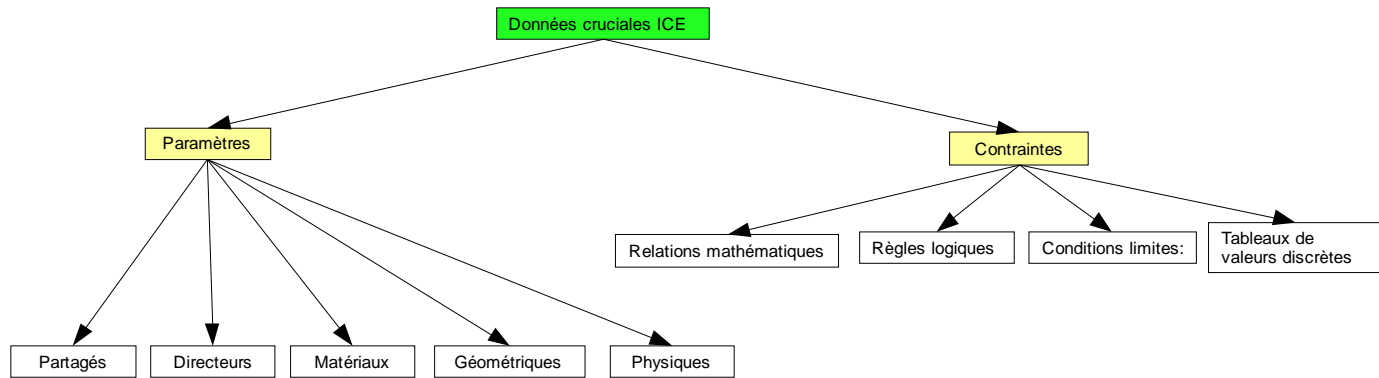 Données cruciales ICE
Paramètres
Contraintes
Relations mathématiques
Règles logiques
Conditions limites:
Tableaux de
valeurs discrètes
Partagés
Directeurs
Matériaux
Géométriques
Physiques